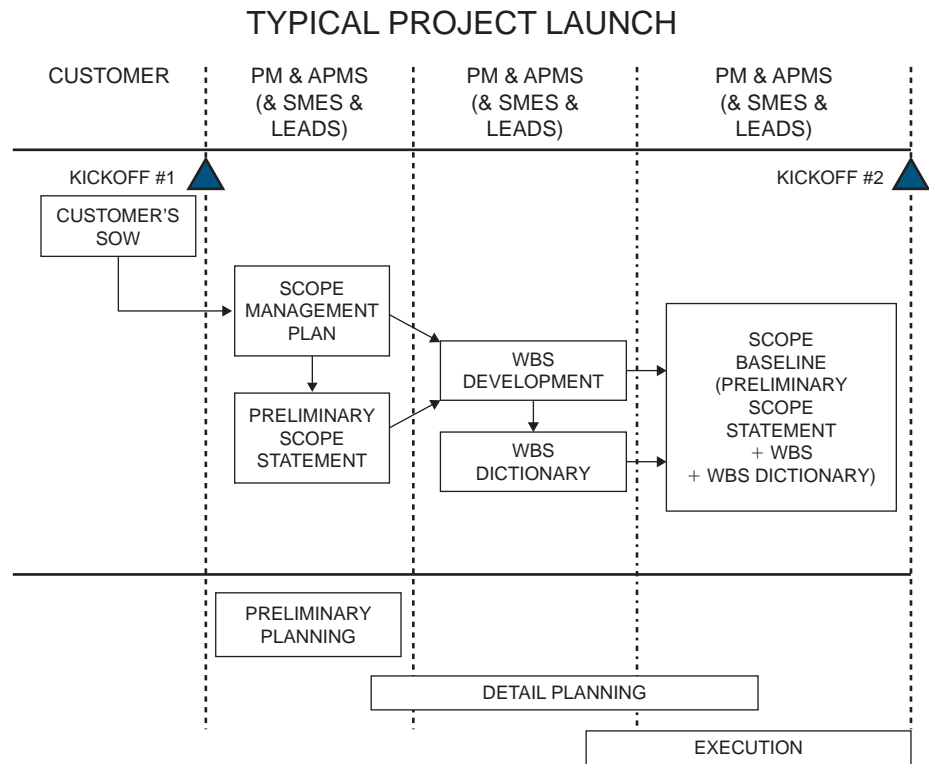 TYPICAL PROJECT LAUNCH
CUSTOMER
PM & APMS
(& SMES &
LEADS)
PM & APMS
(& SMES &
LEADS)
PM & APMS
(& SMES &
LEADS)
KICKOFF #1
KICKOFF #2
CUSTOMER’S
SOW
SCOPE
MANAGEMENT
PLAN
PRELIMINARY
SCOPE
STATEMENT
WBS
DEVELOPMENT
WBS
DICTIONARY
SCOPE
BASELINE
(PRELIMINARY
SCOPE
STATEMENT
+ WBS
+ WBS DICTIONARY)
PRELIMINARY
PLANNING
DETAIL PLANNING
EXECUTION